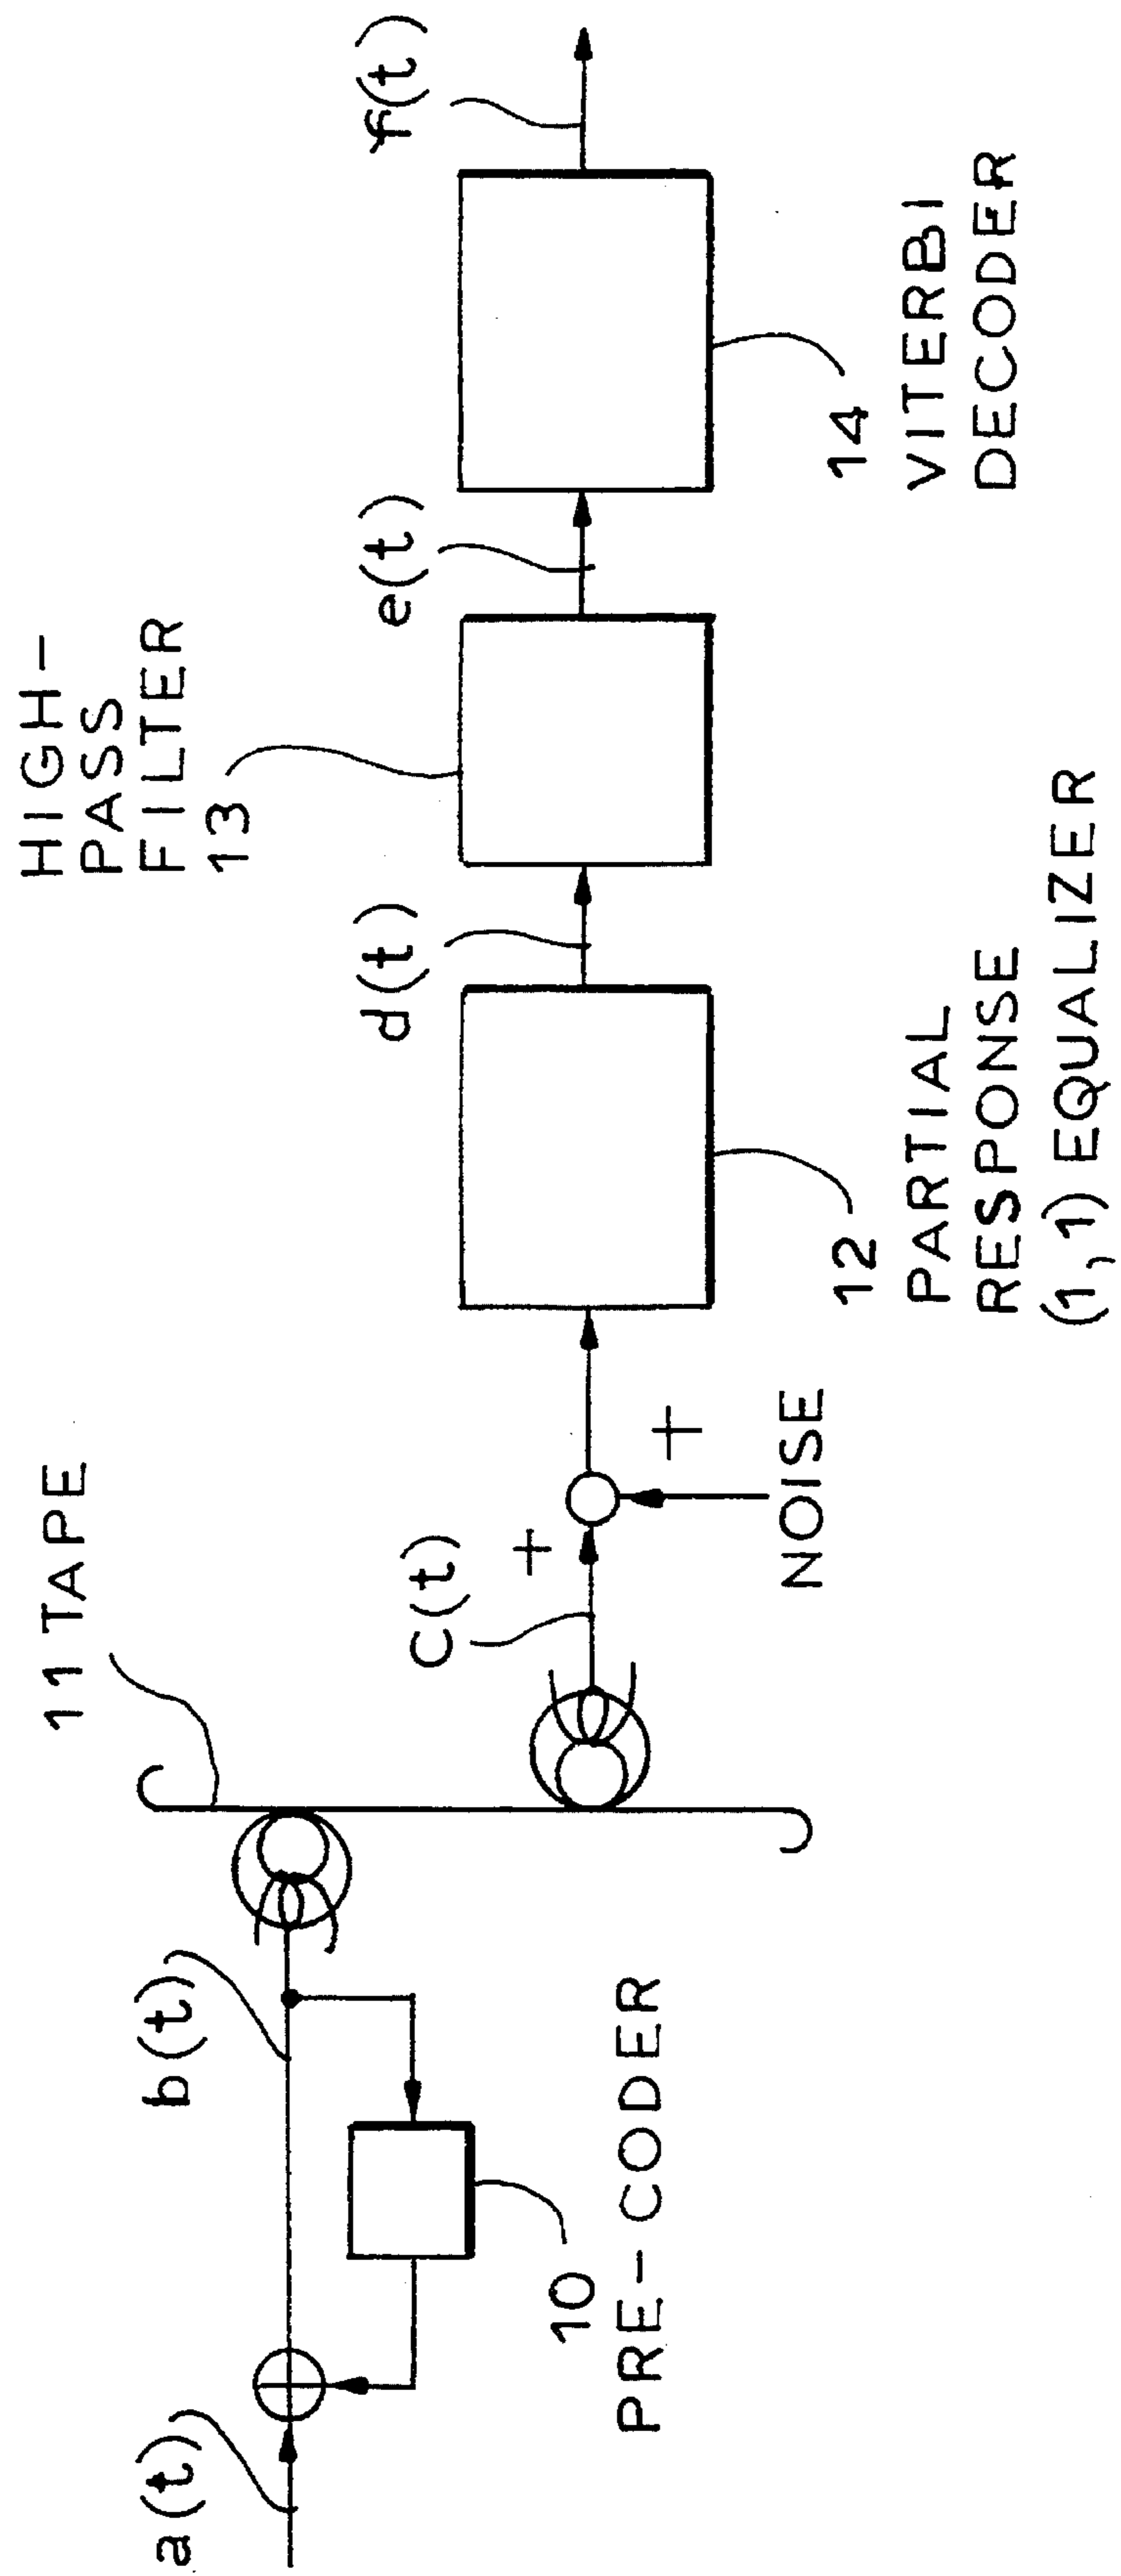 a(t)
b(t)
10
PRE-CODER
11 TAPE
C(t)
+
+
NOISE
12
PARTIAL
RESPONSE
(1,1) EQUALIZER
d(t)
HIGH-
PASS
FILTER
13
e(t)
14
VITERBI
DECODER
f(t)